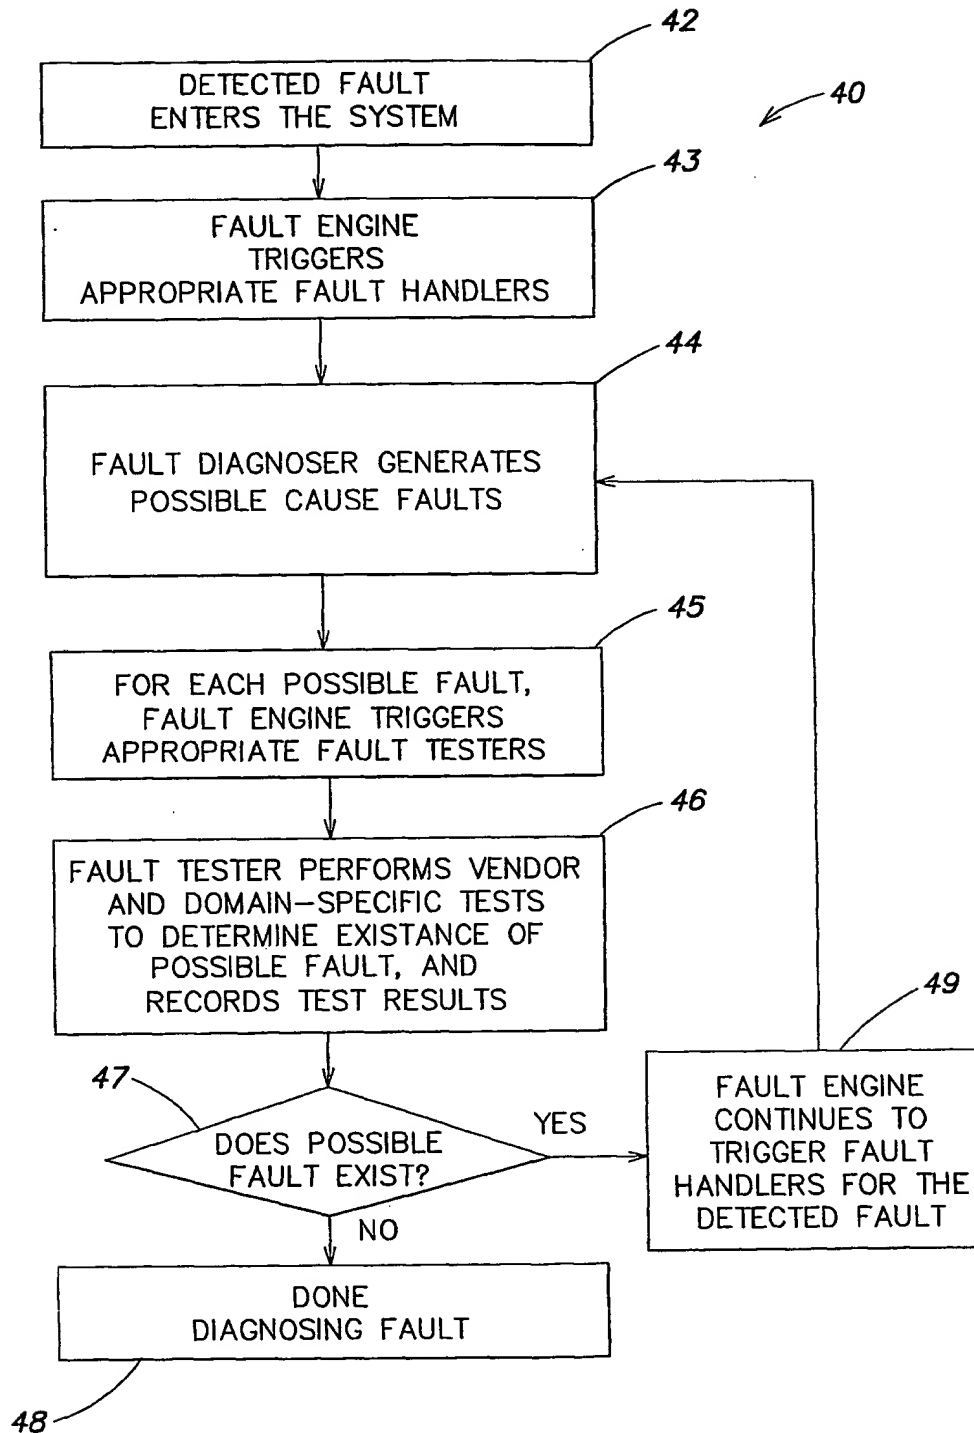 42
DETECTED FAULT
ENTERS THE SYSTEM
40
43
FAULT ENGINE
TRIGGERS
APPROPRIATE FAULT HANDLERS
44
FAULT DIAGNOSER GENERATES
POSSIBLE CAUSE FAULTS
45
FOR EACH POSSIBLE FAULT,
FAULT ENGINE TRIGGERS
APPROPRIATE FAULT TESTERS
46
FAULT TESTER PERFORMS VENDOR
AND DOMAIN-SPECIFIC TESTS
TO DETERMINE EXISTANCE OF
POSSIBLE FAULT, AND
RECORDS TEST RESULTS
47
DOES POSSIBLE
FAULT EXIST?
YES
NO
49
FAULT ENGINE
CONTINUES TO
TRIGGER FAULT
HANDLERS FOR THE
DETECTED FAULT
DONE
DIAGNOSING FAULT
48